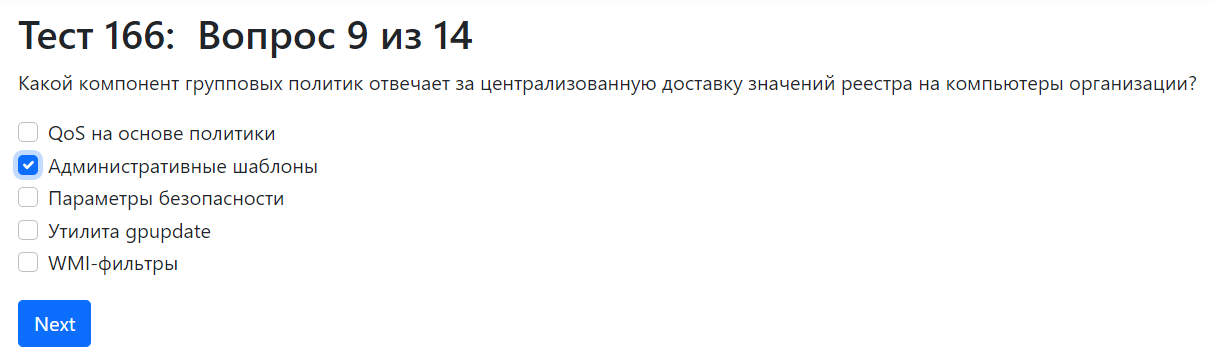 Тест 166: Вопрос 9 из 14
Какой компонент групповых политик отвечает за централизованную доставку значений реестра на компьютеры организации?
QoS на основе политики
Административные шаблоны
Параметры безопасности
Утилита gpupdate
WMI-фильтры
Next